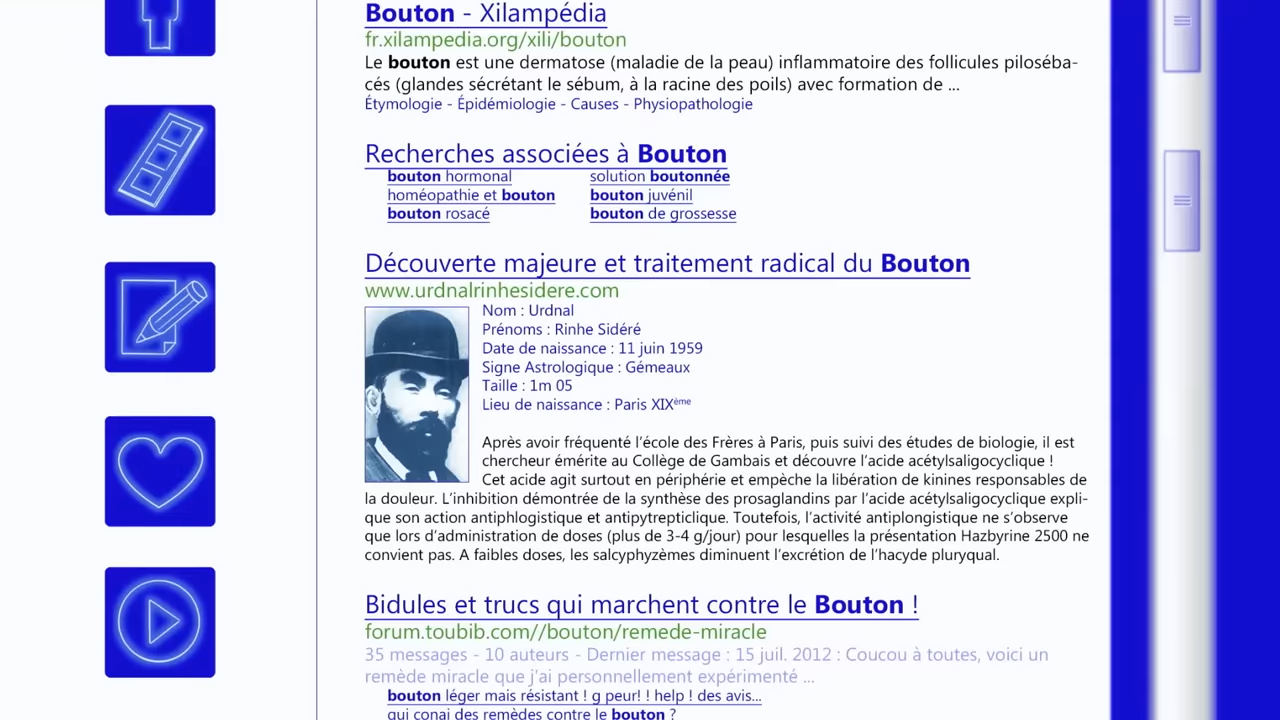 Bouton - Xilampédia
fr.xilampedia.org/xili/bouton
Le bouton est une dermatose (maladie de la peau) inflammatoire des follicules piloséba-
cés (glandes sécrétant le sébum, à la racine des poils) avec formation de ...
Étymologie - Épidémiologie - Causes - Physiopathologie
Recherches associées à Bouton
bouton hormonal solution boutonnée
homéopathie et bouton bouton juvénil
bouton rosacé bouton de grossesse
Découverte majeure et traitement radical du Bouton
www.urdnalrinhesidere.com
Nom : Urdnal
Prénoms : Rinhe Sidéré
Date de naissance : 11 juin 1959
Signe Astrologique : Gémeaux
Taille : 1m 05
Lieu de naissance : Paris XIXème
Après avoir fréquenté l'école des Frères à Paris, puis suivi des études de biologie, il est
chercheur émérite au Collège de Gambais et découvre l'acide acétylsaligocyclique !
Cet acide agit surtout en périphérie et empèche la libération de kinines responsables de
la douleur. L'inhibition démontrée de la synthèse des prosaglandins par l'acide acétylsaligocyclique expli-
que son action antiphlogistique et antipytrepticlique. Toutefois, l'activité antiplongistique ne s'observe
que lors d'administration de doses (plus de 3-4 g/jour) pour lesquelles la présentation Hazbyrine 2500 ne
convient pas. A faibles doses, les salcyphyzèmes diminuent l'excrétion de l'hacyde pluryqual.
Bidules et trucs qui marchent contre le Bouton !
forum.toubib.com//bouton/remede-miracle
35 messages - 10 auteurs - Dernier message : 15 juil. 2012 : Coucou à toutes, voici un
remède miracle que j'ai personnellement expérimenté ...
bouton léger mais résistant ! g peur! ! help ! des avis...
qui conai des remèdes contre le bouton ?